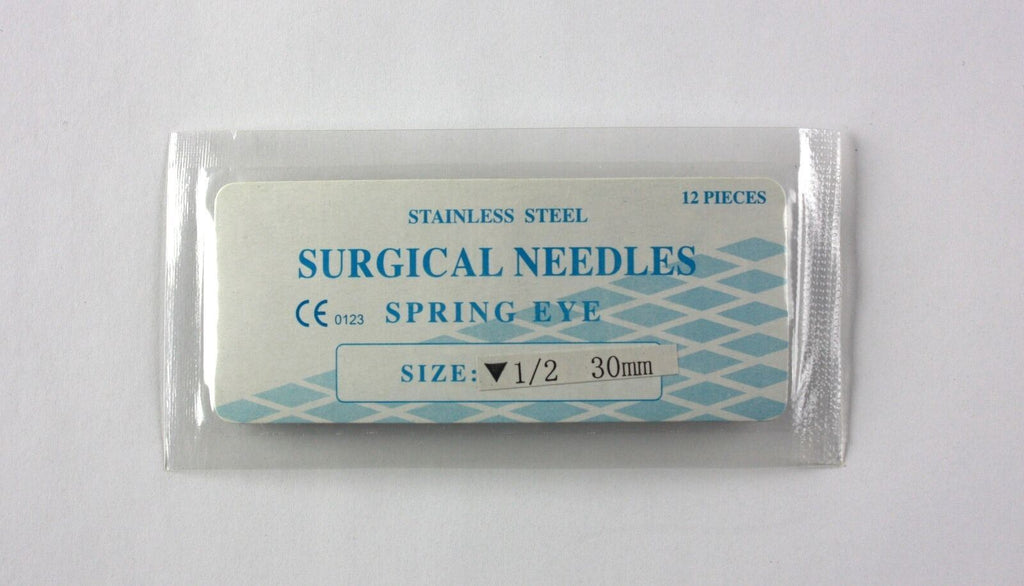 12 PIECES
STAINLESS STEEL
SURGICAL NEEDLES
CE 0123 SPRING EYE
SIZE: ▼1/2 30mm